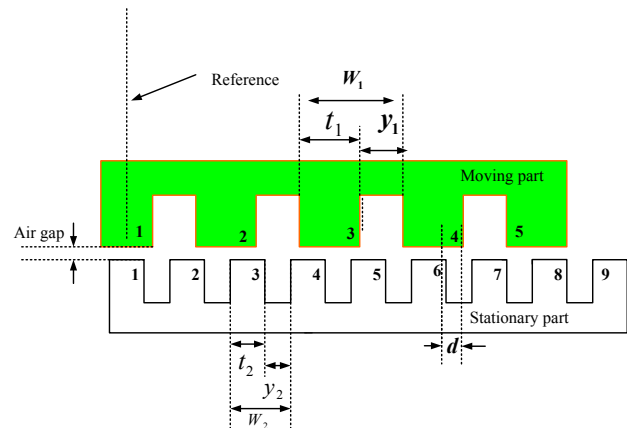 Reference
W₁
t₁
y₁
Moving part
1
2
3
4
5
Air gap
1
2
3
4
5
6
7
8
9
Stationary part
d
t₂
y₂
W₂